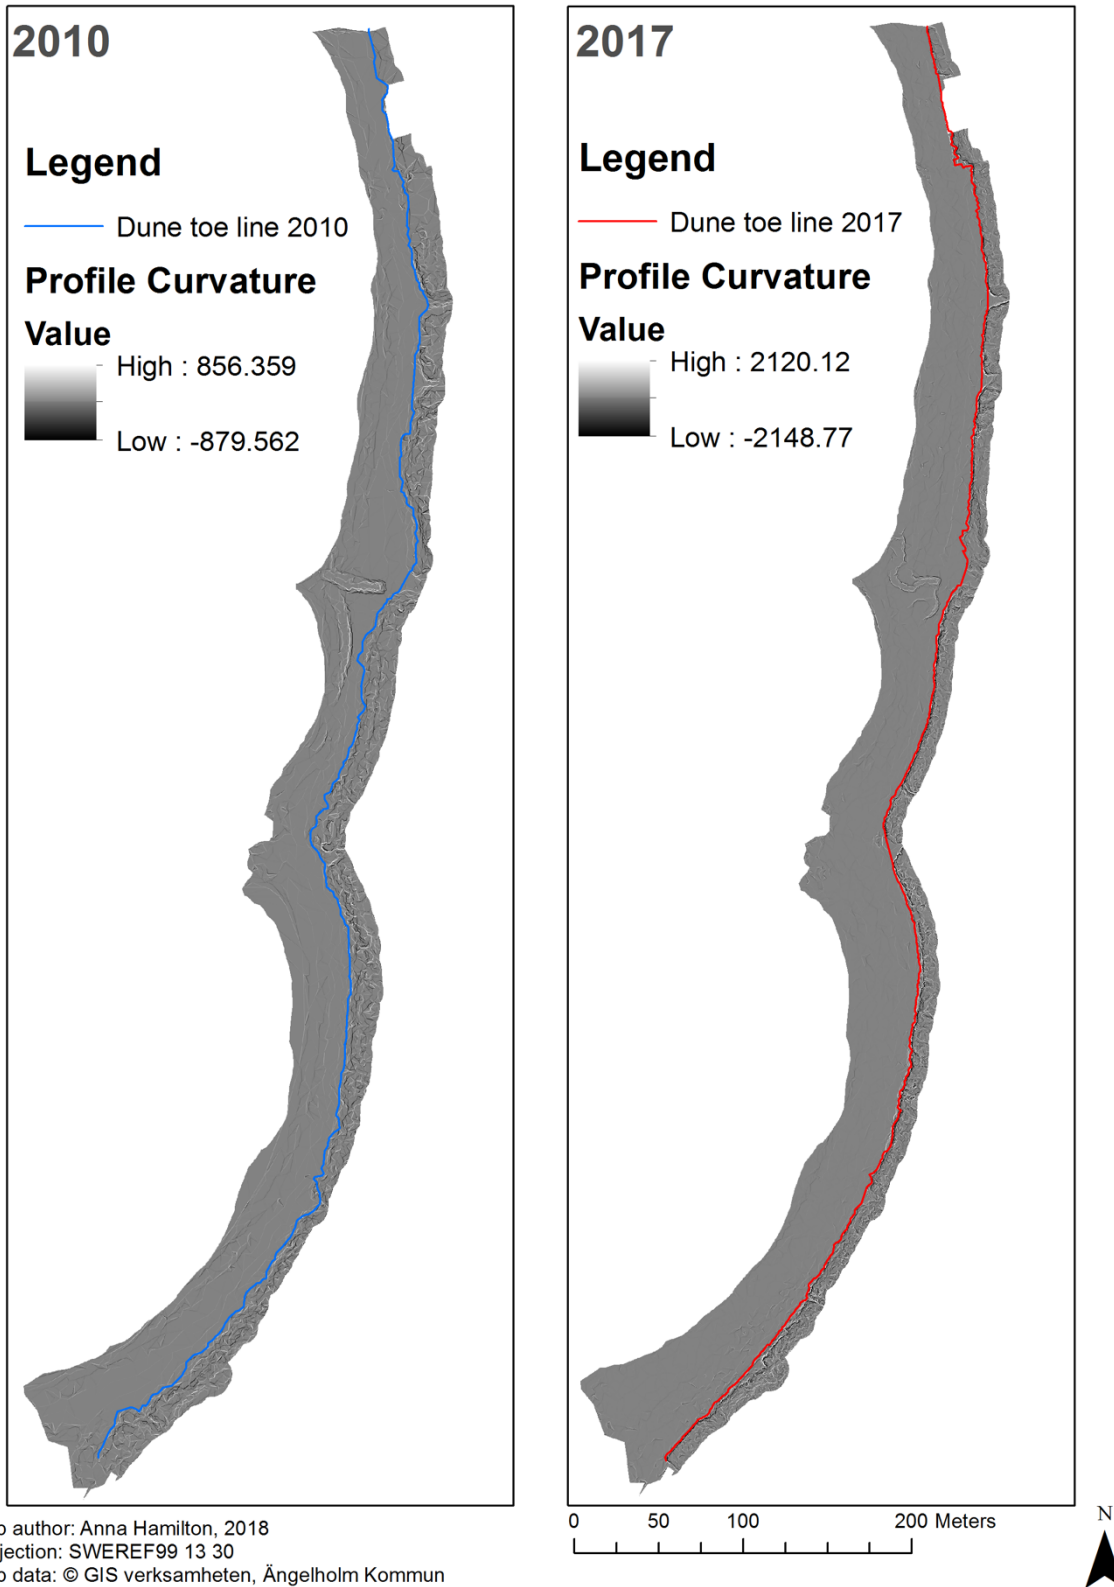 2010
Legend
Dune toe line 2010
Profile Curvature
Value
High : 856.359
Low : -879.562
2017
Legend
Dune toe line 2017
Profile Curvature
Value
High : 2120.12
Low : -2148.77
author: Anna Hamilton, 2018
jection: SWEREF99 13 30
data: © GIS verksamheten, Ängelholm Kommun
0 50 100 200 Meters
N